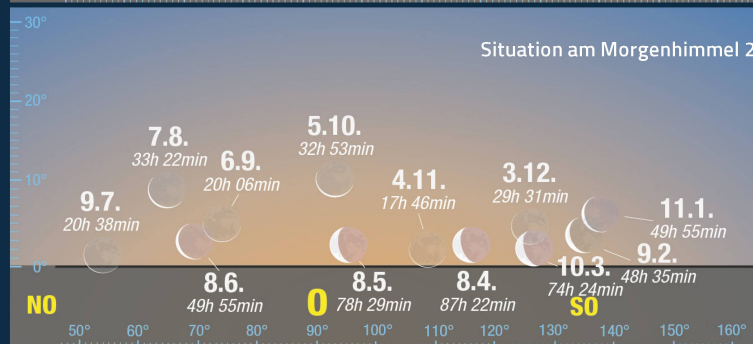 30°
Situation am Morgenhimmel 2
20°
5.10.
32h 53min
7.8.
33h 22min
6.9.
20h 06min
3.12.
29h 31min
4.11.
17h 46min
10°
9.7.
20h 38min
11.1.
49h 55min
9.2.
48h 35min
10.3.
74h 24min
0°
8.6.
49h 55min
8.5.
78h 29min
8.4.
87h 22min
NO
O
SO
50° 60° 70° 80° 90° 100° 110° 120° 130° 140° 150° 160°